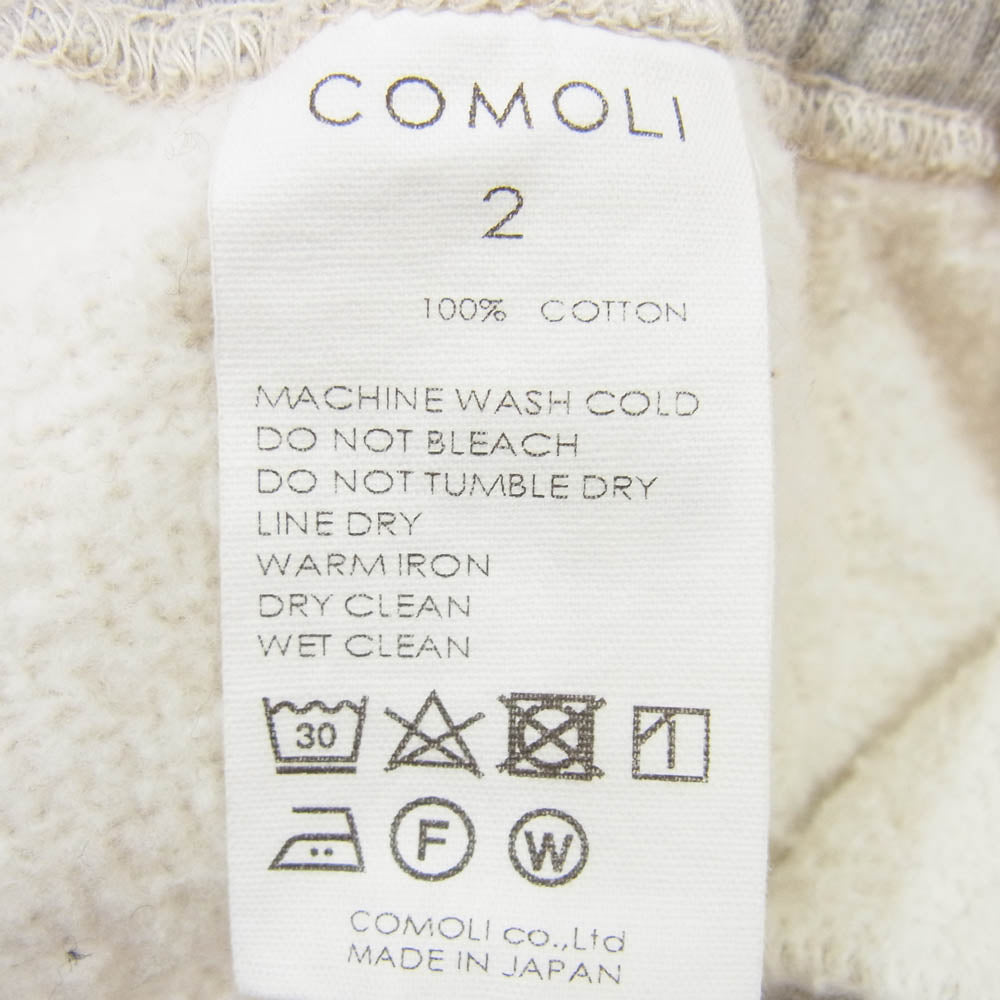 COMOLI
2
100% COTTON
MACHINE WASH COLD
DO NOT BLEACH
DO NOT TUMBLE DRY
LINE DRY
WARM IRON
DRY CLEAN
WET CLEAN
30
F W
COMOLI co.,Ltd
MADE IN JAPAN